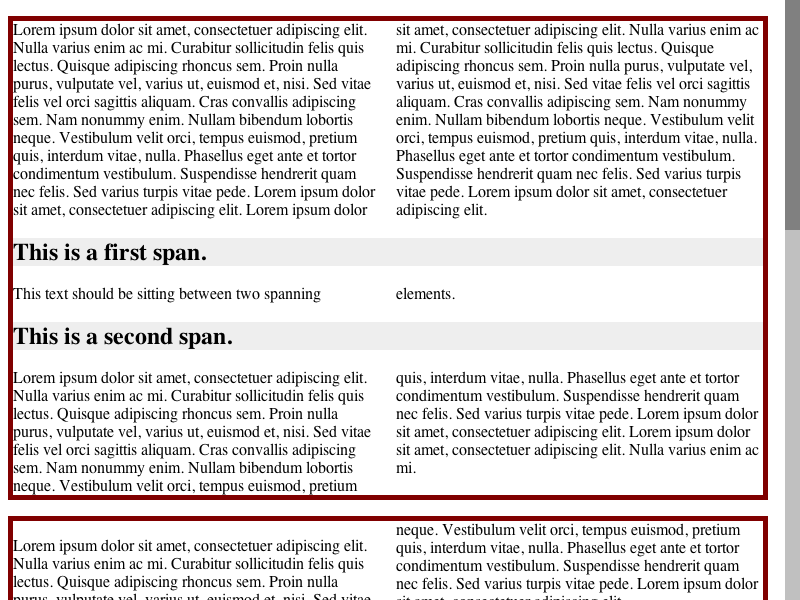 Lorem ipsum dolor sit amet, consectetuer adipiscing elit.
Nulla varius enim ac mi. Curabitur sollicitudin felis quis
lectus. Quisque adipiscing rhoncus sem. Proin nulla
purus, vulputate vel, varius ut, euismod et, nisi. Sed vitae
felis vel orci sagittis aliquam. Cras convallis adipiscing
sem. Nam nonummy enim. Nullam bibendum lobortis
neque. Vestibulum velit orci, tempus euismod, pretium
quis, interdum vitae, nulla. Phasellus eget ante et tortor
condimentum vestibulum. Suspendisse hendrerit quam
nec felis. Sed varius turpis vitae pede. Lorem ipsum dolor
sit amet, consectetuer adipiscing elit. Lorem ipsum dolor
sit amet, consectetuer adipiscing elit. Nulla varius enim ac
mi. Curabitur sollicitudin felis quis lectus. Quisque
adipiscing rhoncus sem. Proin nulla purus, vulputate vel,
varius ut, euismod et, nisi. Sed vitae felis vel orci sagittis
aliquam. Cras convallis adipiscing sem. Nam nonummy
enim. Nullam bibendum lobortis neque. Vestibulum velit
orci, tempus euismod, pretium quis, interdum vitae, nulla.
Phasellus eget ante et tortor condimentum vestibulum.
Suspendisse hendrerit quam nec felis. Sed varius turpis
vitae pede. Lorem ipsum dolor sit amet, consectetuer
adipiscing elit.
This is a first span.
This text should be sitting between two spanning
elements.
This is a second span.
Lorem ipsum dolor sit amet, consectetuer adipiscing elit.
Nulla varius enim ac mi. Curabitur sollicitudin felis quis
lectus. Quisque adipiscing rhoncus sem. Proin nulla
purus, vulputate vel, varius ut, euismod et, nisi. Sed vitae
felis vel orci sagittis aliquam. Cras convallis adipiscing
sem. Nam nonummy enim. Nullam bibendum lobortis
neque. Vestibulum velit orci, tempus euismod, pretium
quis, interdum vitae, nulla. Phasellus eget ante et tortor
condimentum vestibulum. Suspendisse hendrerit quam
nec felis. Sed varius turpis vitae pede. Lorem ipsum dolor
sit amet, consectetuer adipiscing elit. Lorem ipsum dolor
sit amet, consectetuer adipiscing elit. Nulla varius enim ac
mi.
Lorem ipsum dolor sit amet, consectetuer adipiscing elit.
Nulla varius enim ac mi. Curabitur sollicitudin felis quis
lectus. Quisque adipiscing rhoncus sem. Proin nulla
purus, vulputate vel, varius ut, euismod et, nisi. Sed vitae
neque. Vestibulum velit orci, tempus euismod, pretium
quis, interdum vitae, nulla. Phasellus eget ante et tortor
condimentum vestibulum. Suspendisse hendrerit quam
nec felis. Sed varius turpis vitae pede. Lorem ipsum dolor